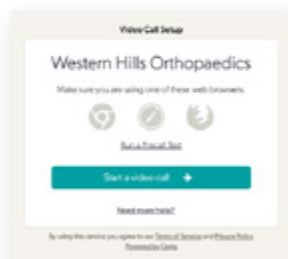 Video Call Setup
Western Hills Orthopaedics
Make sure you are using one of these web browsers:
Run a Precall Test
Start a video call
Need more help?
By using this service you agree to our Terms of Service and Privacy Policy
Powered by